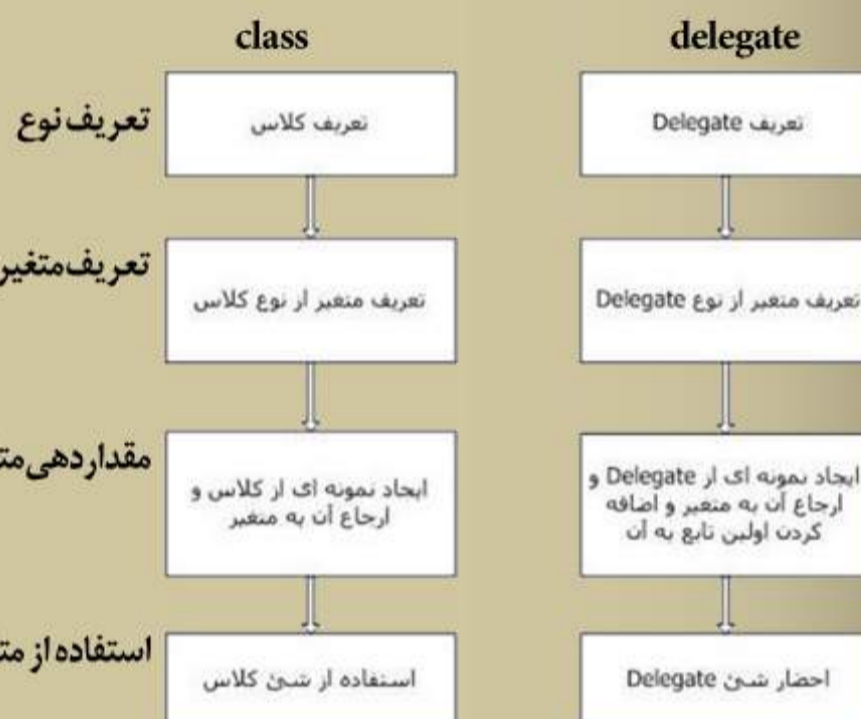 class
delegate
تعریف نوع
تعریف کلاس
تعریف Delegate
تعریف متغیر
تعریف متغیر از نوع کلاس
تعریف متغیر از نوع Delegate
مقداردهی
ایجاد نمونه ای از کلاس و
ارجاع آن به متغیر
ایجاد نمونه ای از Delegate و
ارجاع آن به متغیر و اضافه
کردن اولین تابع به آن
استفاده از
استفاده از شئ کلاس
احضار شئ Delegate